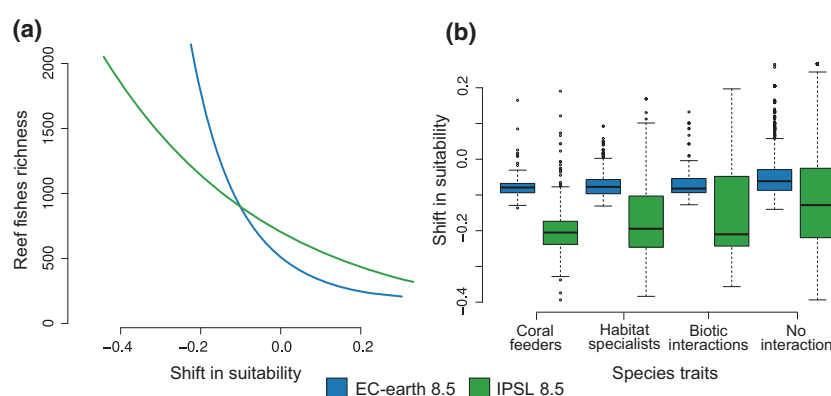 (a)
Reef fishes richness
2000
1500
1000
500
0
−0.4
−0.2
0.0
0.2
Shift in suitability
(b)
Shift in suitability
0.2
0.0
−0.2
−0.4
Coral feeders
Habitat specialists
Biotic interactions
No interaction
Species traits
EC-earth 8.5
IPSL 8.5